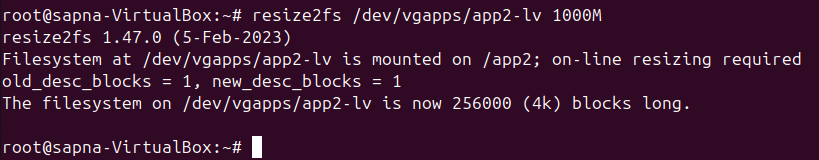 root@sapna-VirtualBox:~# resize2fs /dev/vgapps/app2-lv 1000M
resize2fs 1.47.0 (5-Feb-2023)
Filesystem at /dev/vgapps/app2-lv is mounted on /app2; on-line resizing required
old_desc_blocks = 1, new_desc_blocks = 1
The filesystem on /dev/vgapps/app2-lv is now 256000 (4k) blocks long.
root@sapna-VirtualBox:~#